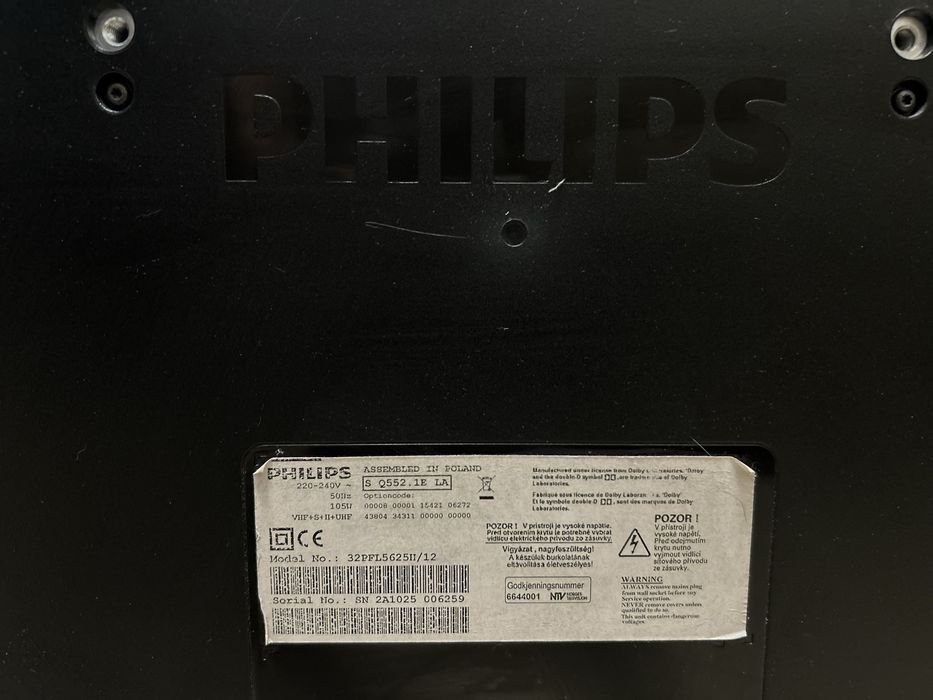 PHILIPS
PHILIPS
220-240V ~
50Hz
105W
VHF+S+H+UHF
ASSEMBLED IN POLAND
S Q552.1E LA
Optioncode:
00008 00001 15421 06272
43804 34311 00000 00000
CE
Model No.: 32PFL5625H/12
Serial No.: SN 2A1025 006259
Manufactured under license from Dolby Laboratories. 'Dolby'
and the double-D symbol are trademarks of Dolby
Laboratories.
Fabriqué sous licence de Dolby Laboratories. 'Dolby'
Et le symbole double-D, sont des marques de Dolby
Laboratories.
POZOR ! V přístroji je vysoké napätie.
Pred otvorením krytu je potrebné vybrat
vidlicu elektrického prívodu zo zásuvky.
Vigyázat, nagyfeszültség!
A készülék burkolatának
eltávolítása életveszélyes!
Godkjenningsnummer
6644001 NTV NORGES
TELEVISJON
POZOR !
V přístroji je
vysoké napětí.
Před odejmutím
krytu nutno
vyjmout vidlici
síťového přívodu
ze zásuvky.
WARNING
ALWAYS remove mains plug
from wall socket before any
Service operation.
NEVER remove covers unless
qualified to do so.
This unit contains dangerous
voltages.